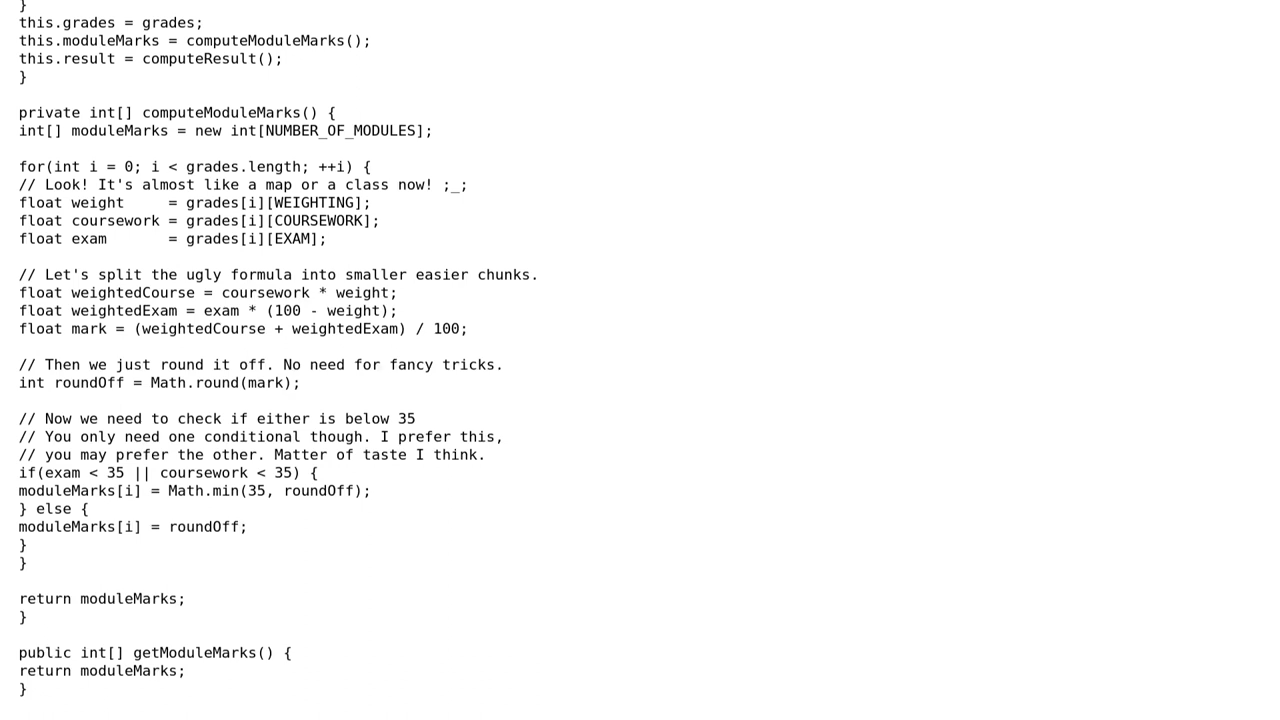 }
this.grades = grades;
this.moduleMarks = computeModuleMarks();
this.result = computeResult();
}

private int[] computeModuleMarks() {
int[] moduleMarks = new int[NUMBER_OF_MODULES];

for(int i = 0; i < grades.length; ++i) {
// Look! It's almost like a map or a class now! ;_;
float weight     = grades[i][WEIGHTING];
float coursework = grades[i][COURSEWORK];
float exam       = grades[i][EXAM];

// Let's split the ugly formula into smaller easier chunks.
float weightedCourse = coursework * weight;
float weightedExam = exam * (100 - weight);
float mark = (weightedCourse + weightedExam) / 100;

// Then we just round it off. No need for fancy tricks.
int roundOff = Math.round(mark);

// Now we need to check if either is below 35
// You only need one conditional though. I prefer this,
// you may prefer the other. Matter of taste I think.
if(exam < 35 || coursework < 35) {
moduleMarks[i] = Math.min(35, roundOff);
} else {
moduleMarks[i] = roundOff;
}
}

return moduleMarks;
}

public int[] getModuleMarks() {
return moduleMarks;
}